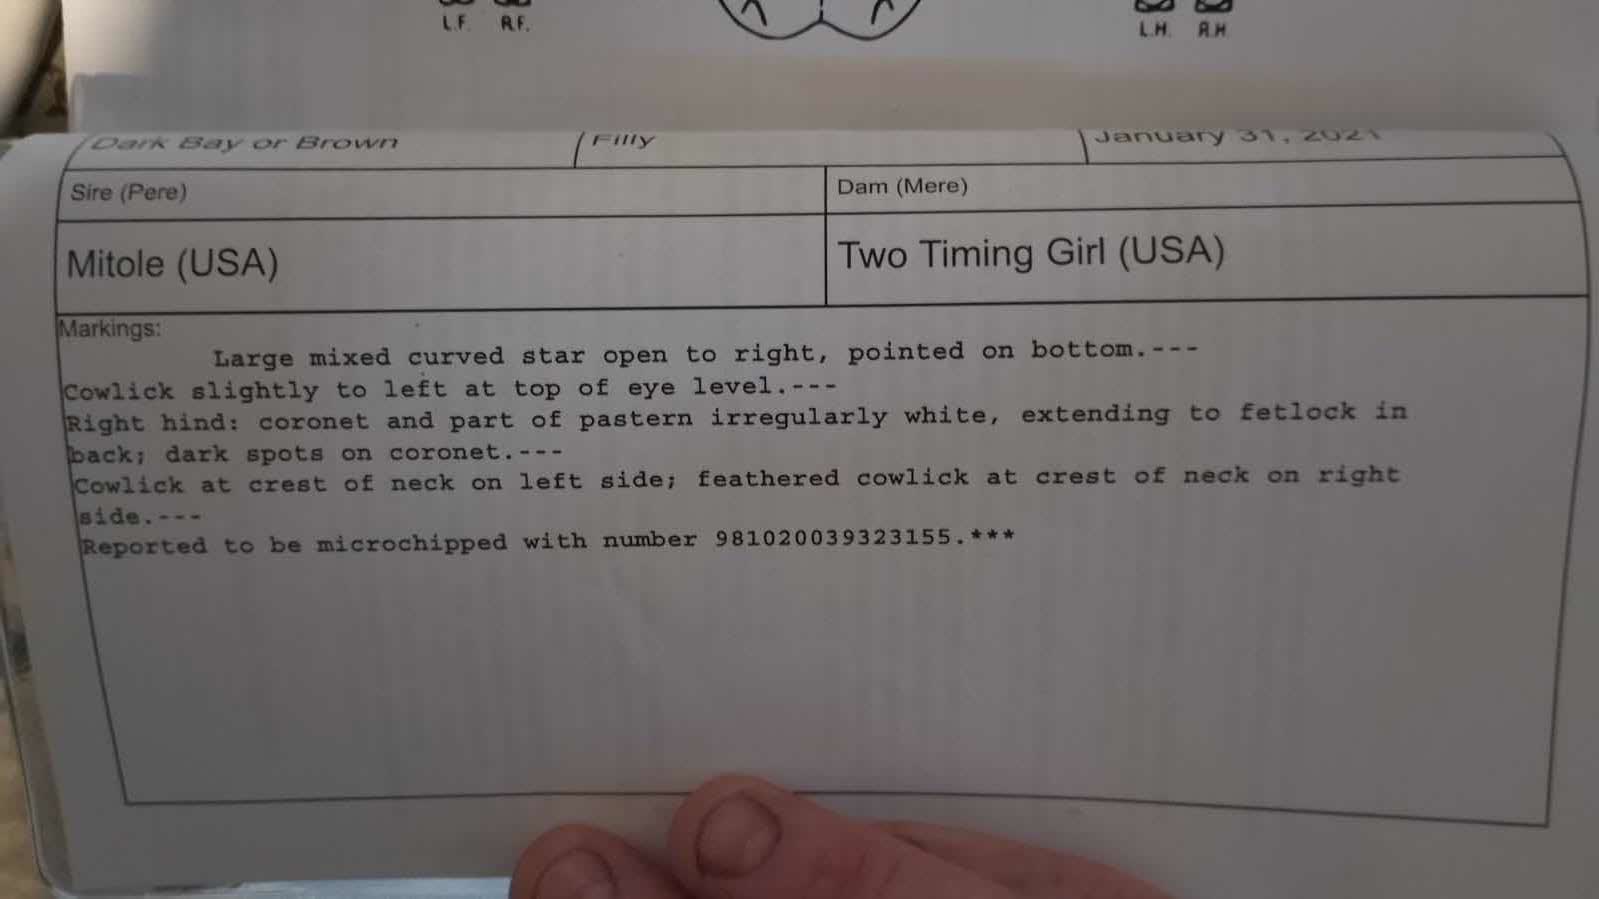 L.F. R.F. L.H. R.H.
Dark Bay or Brown Filly January 31, 2021
Sire (Pere) Dam (Mere)
Mitole (USA) Two Timing Girl (USA)
Markings:
Large mixed curved star open to right, pointed on bottom.---
Cowlick slightly to left at top of eye level.---
Right hind: coronet and part of pastern irregularly white, extending to fetlock in
back; dark spots on coronet.---
Cowlick at crest of neck on left side; feathered cowlick at crest of neck on right
side.---
Reported to be microchipped with number 981020039323155.***